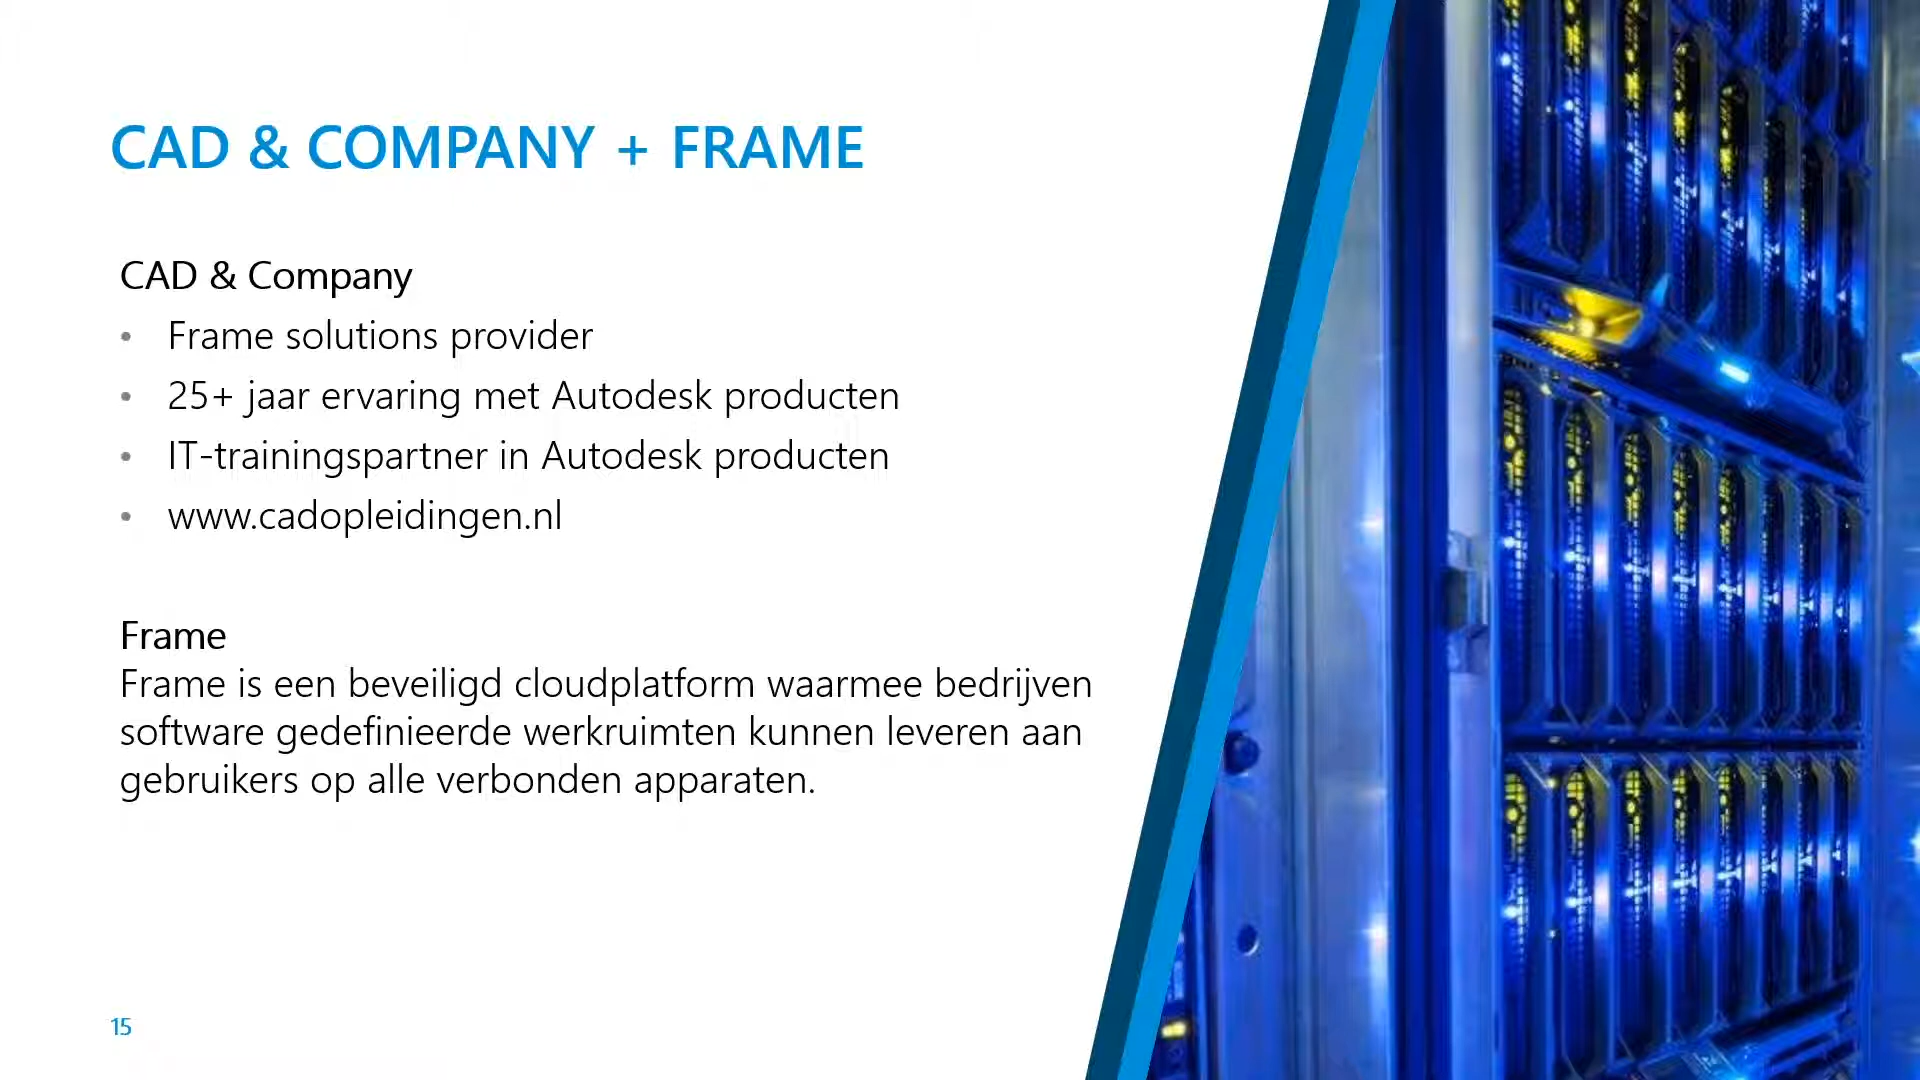 CAD & COMPANY + FRAME
CAD & Company
• Frame solutions provider
• 25+ jaar ervaring met Autodesk producten
• IT-trainingspartner in Autodesk producten
• www.cadopleidingen.nl
Frame
Frame is een beveiligd cloudplatform waarmee bedrijven
software gedefinieerde werkruimten kunnen leveren aan
gebruikers op alle verbonden apparaten.
15